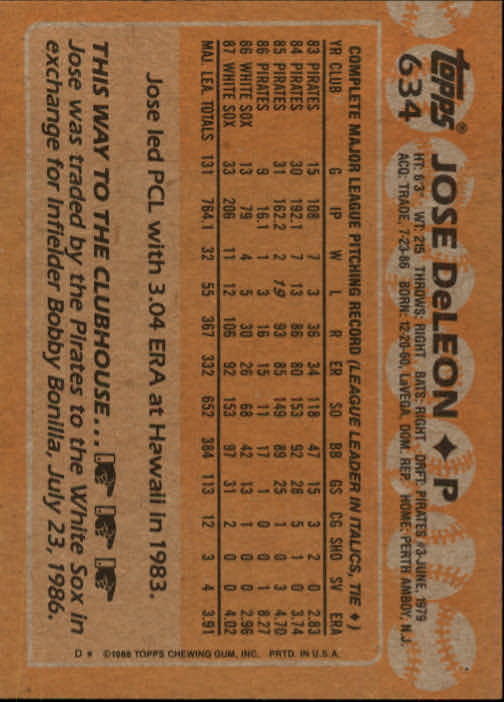 Topps®
634
JOSE DeLEON ✦ P
HT: 6'3" WT: 215 THROWS: RIGHT BATS: RIGHT DRFT: PIRATES #3-JUNE, 1979
ACQ: TRADE, 7-23-86 BORN: 12-20-60, LaVEGA, DOM. REP. HOME: PERTH AMBOY, N.J.
COMPLETE MAJOR LEAGUE PITCHING RECORD (LEAGUE LEADER IN ITALICS, TIE ♦)
YR CLUB G IP W L R ER SO BB GS CG SHO SV ERA
83 PIRATES 15 108 7 3 36 34 118 47 15 3 2 0 2.83
84 PIRATES 30 192.1 7 13 86 80 153 92 28 5 1 0 3.74
85 PIRATES 31 162.2 2 19 93 85 149 89 25 1 0 3 4.70
86 PIRATES 9 16.1 1 3 16 15 11 17 1 0 0 1 8.27
86 WHITE SOX 13 79 4 5 30 26 68 42 13 1 0 0 2.96
87 WHITE SOX 33 206 11 12 106 92 153 97 31 2 0 0 4.02
MAJ. LEA. TOTALS 131 764.1 32 55 367 332 652 384 113 12 3 4 3.91
Jose led PCL with 3.04 ERA at Hawaii in 1983.
THIS WAY TO THE CLUBHOUSE...
Jose was traded by the Pirates to the White Sox in
exchange for Infielder Bobby Bonilla, July 23, 1986.
D * ©1988 TOPPS CHEWING GUM, INC. PRTD. IN U.S.A.